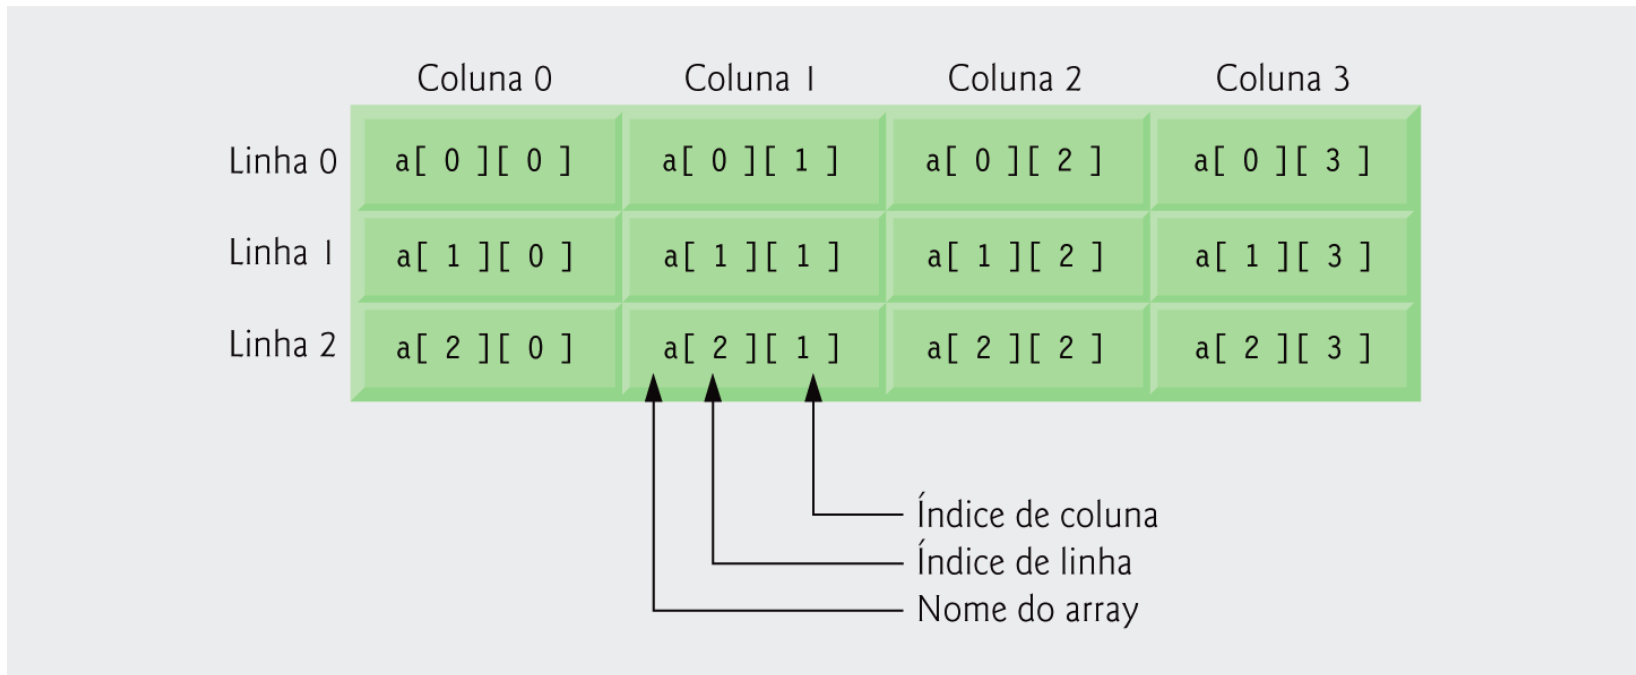 Coluna 0 Coluna 1 Coluna 2 Coluna 3
Linha 0 a[ 0 ][ 0 ] a[ 0 ][ 1 ] a[ 0 ][ 2 ] a[ 0 ][ 3 ]
Linha 1 a[ 1 ][ 0 ] a[ 1 ][ 1 ] a[ 1 ][ 2 ] a[ 1 ][ 3 ]
Linha 2 a[ 2 ][ 0 ] a[ 2 ][ 1 ] a[ 2 ][ 2 ] a[ 2 ][ 3 ]
Índice de coluna
Índice de linha
Nome do array